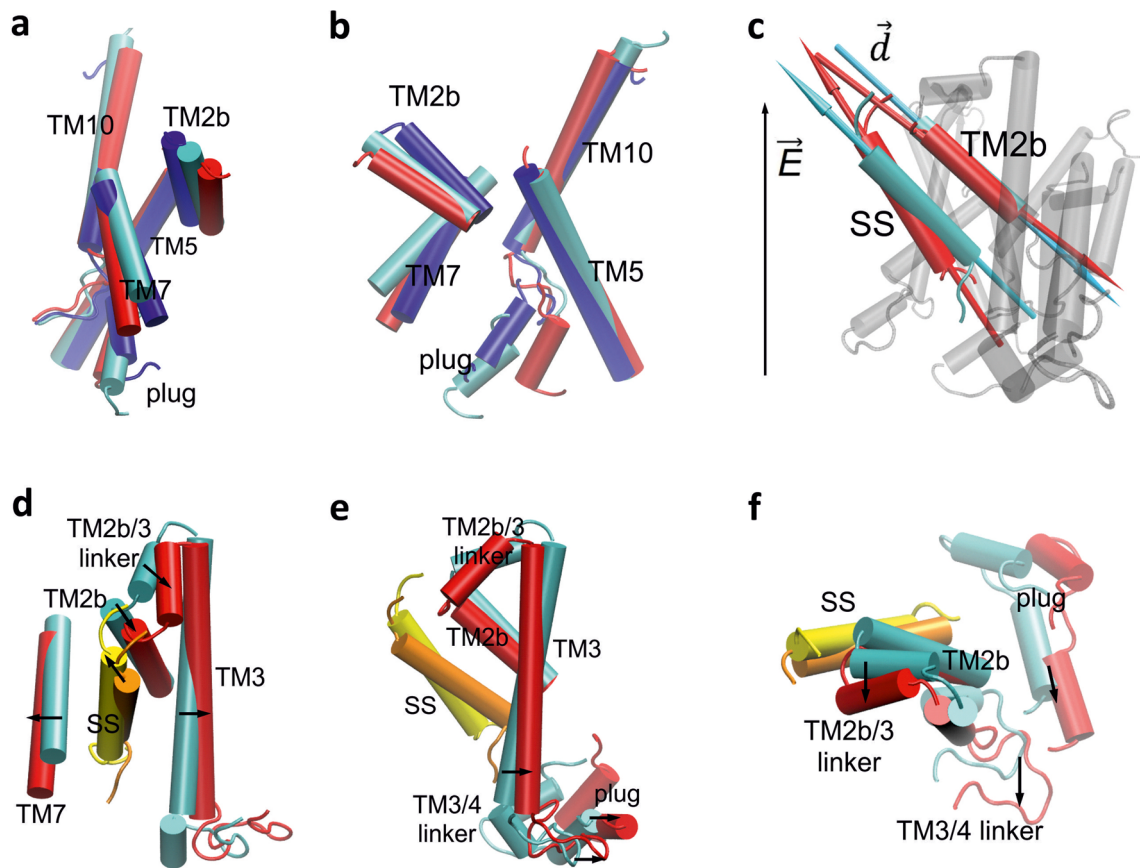 a
TM10
TM2b
TM5
TM7
plug
b
TM2b
TM10
TM7
TM5
plug
c
d
E
TM2b
SS
d
TM2b/3
linker
TM2b
TM3
SS
TM7
e
TM2b/3
linker
TM2b
TM3
SS
TM3/4
linker
plug
f
SS
plug
TM2b
TM2b/3
linker
TM3/4 linker